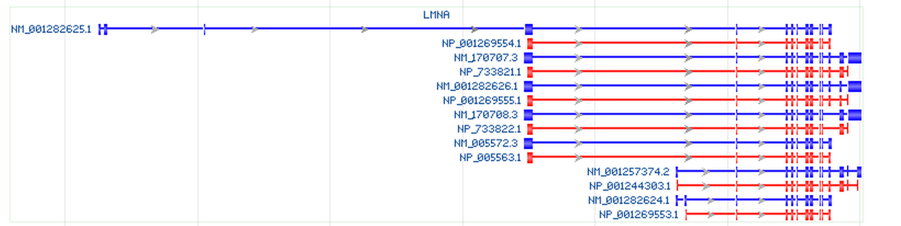 LMNA
NM_001282625.1
NP_001269554.1
NM_170707.3
NP_733821.1
NM_001282626.1
NP_001269555.1
NM_170708.3
NP_733822.1
NM_005572.3
NP_005563.1
NM_001257374.2
NP_001244303.1
NM_001282624.1
NP_001269553.1